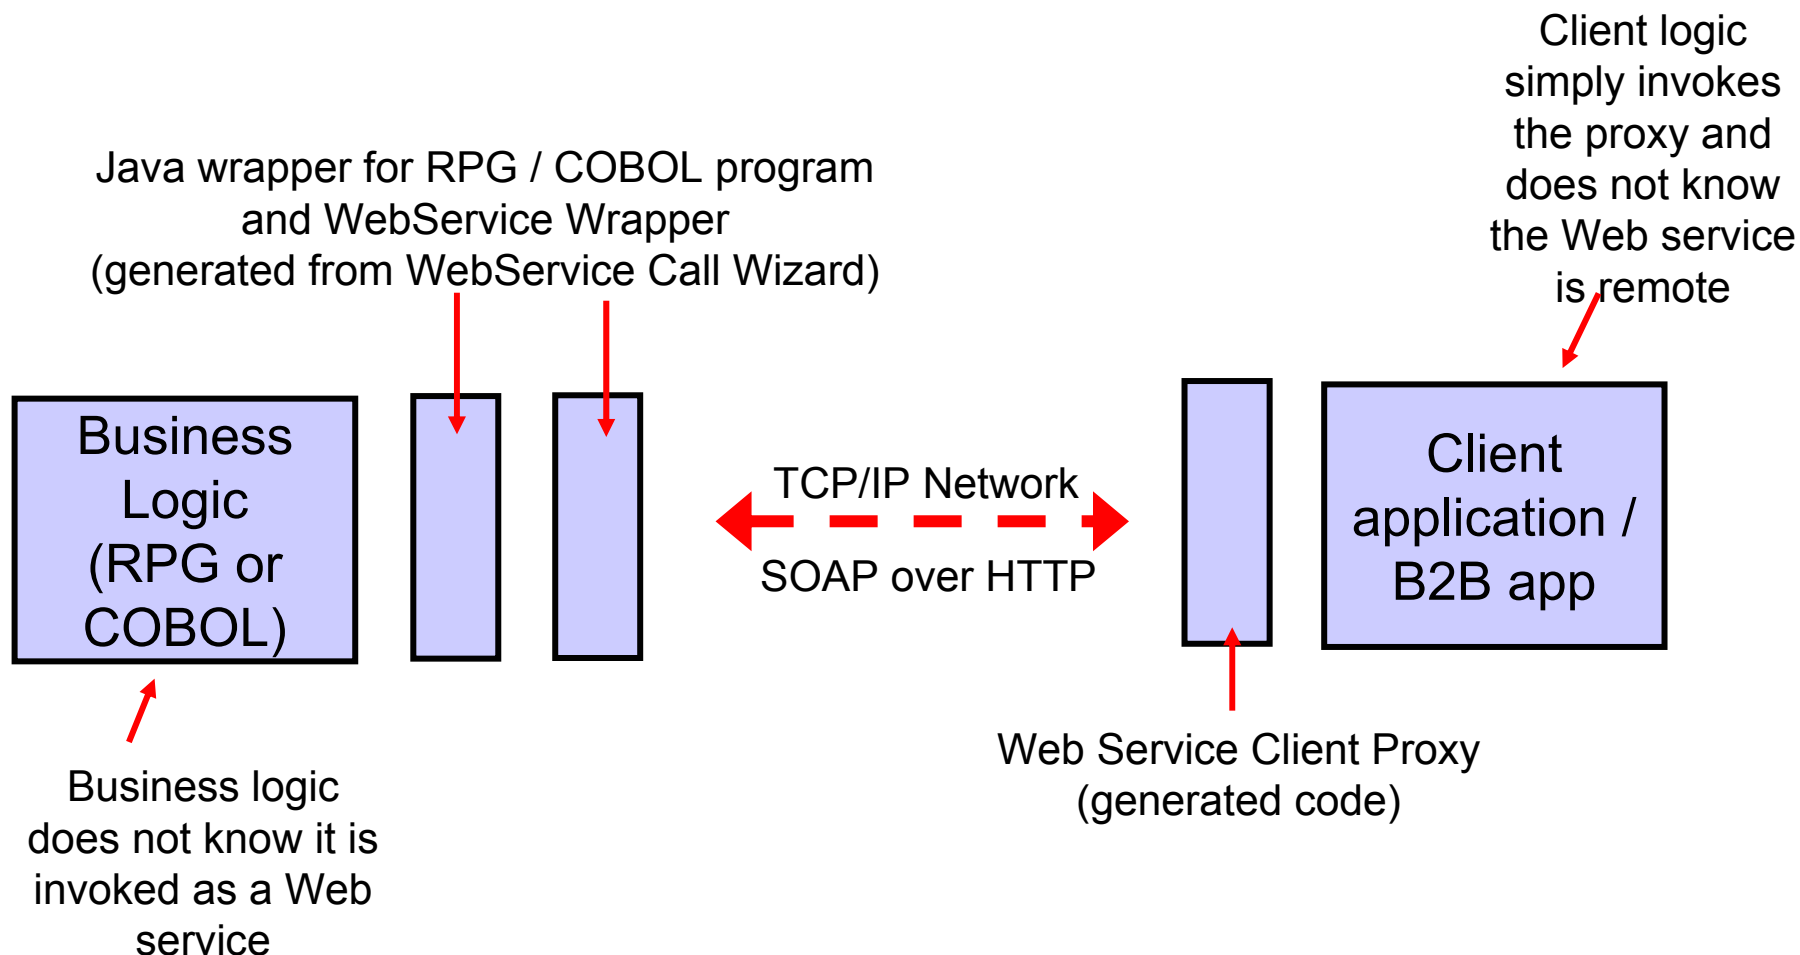 Client logic
simply invokes
the proxy and
does not know
the Web service
is remote
Java wrapper for RPG / COBOL program
and WebService Wrapper
(generated from WebService Call Wizard)
Business
Logic
(RPG or
COBOL)
TCP/IP Network
SOAP over HTTP
Client
application /
B2B app
Web Service Client Proxy
(generated code)
Business logic
does not know it is
invoked as a Web
service